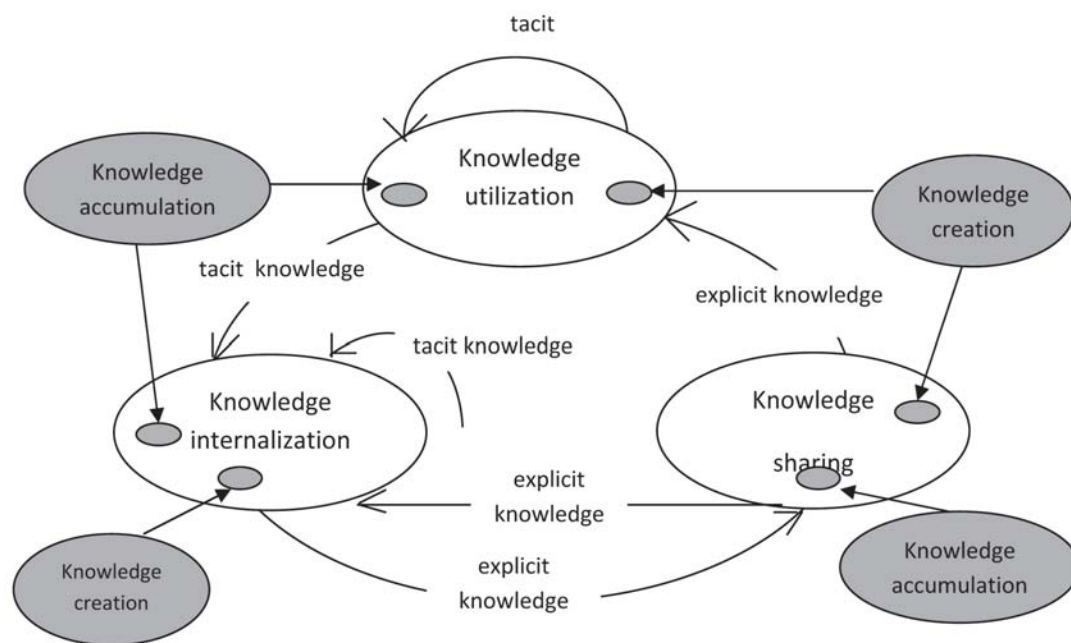 tacit
Knowledge
utilization
Knowledge
accumulation
Knowledge
creation
tacit  knowledge
explicit knowledge
tacit knowledge
Knowledge
internalization
Knowledge
sharing
explicit
knowledge
Knowledge
creation
explicit
knowledge
Knowledge
accumulation